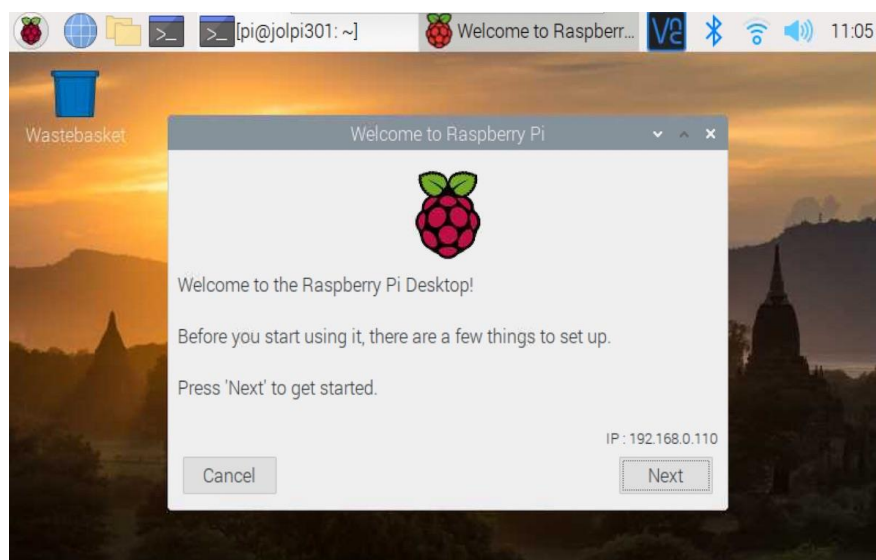 [pi@jolpi301: ~]
Welcome to Raspberr...
11:05
Wastebasket
Welcome to Raspberry Pi
Welcome to the Raspberry Pi Desktop!
Before you start using it, there are a few things to set up.
Press 'Next' to get started.
IP : 192.168.0.110
Cancel
Next